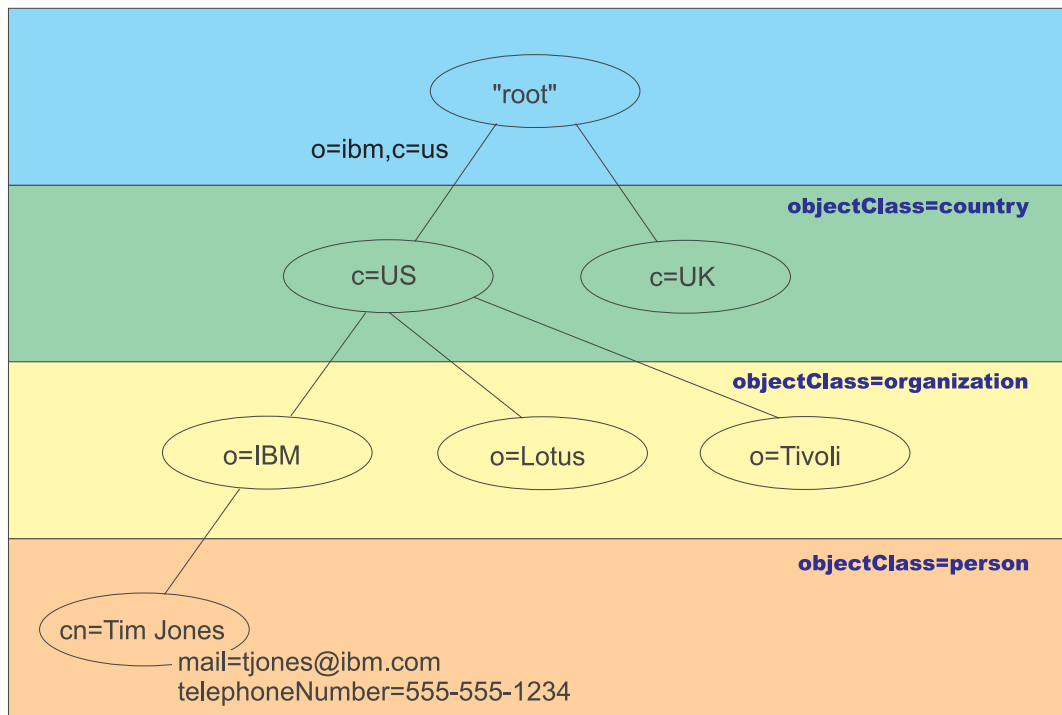 "root"
o=ibm,c=us
objectClass=country
c=US
c=UK
objectClass=organization
o=IBM
o=Lotus
o=Tivoli
objectClass=person
cn=Tim Jones
mail=tjones@ibm.com
telephoneNumber=555-555-1234